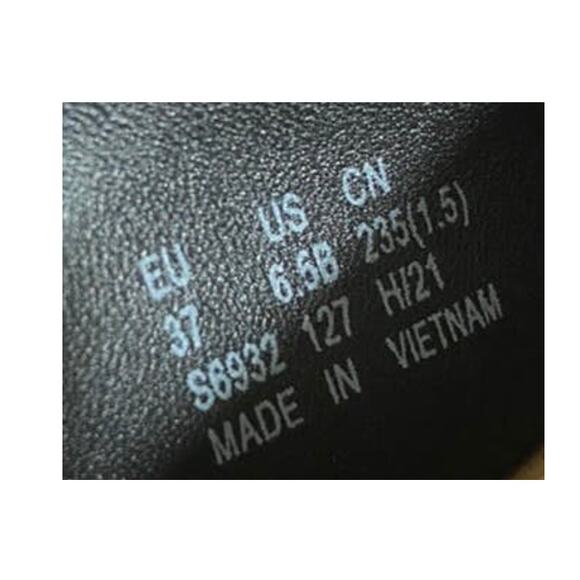 EU US CN
37 6.5B 235(1.5)
S6932 127 H/21
MADE IN VIETNAM